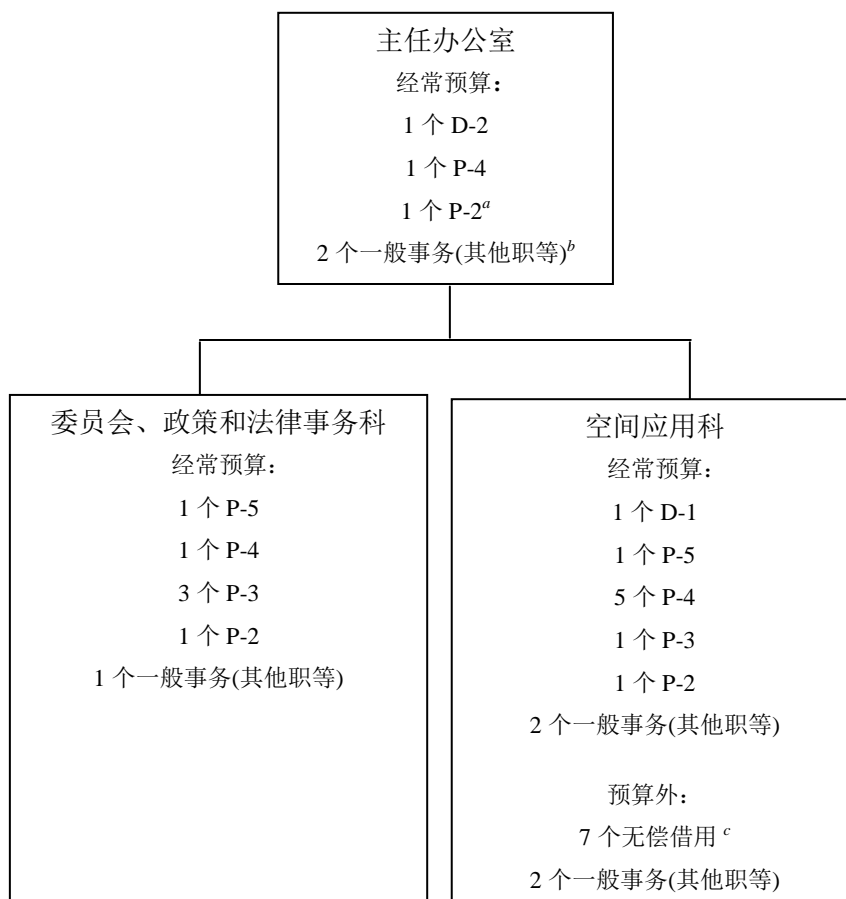 主任办公室
经常预算：
1 个 D-2
1 个 P-4
1 个 P-2a
2 个一般事务(其他职等)b
委员会、政策和法律事务科
经常预算：
1 个 P-5
1 个 P-4
3 个 P-3
1 个 P-2
1 个一般事务(其他职等)
空间应用科
经常预算：
1 个 D-1
1 个 P-5
5 个 P-4
1 个 P-3
1 个 P-2
2 个一般事务(其他职等)
预算外：
7 个无偿借用 c
2 个一般事务(其他职等)